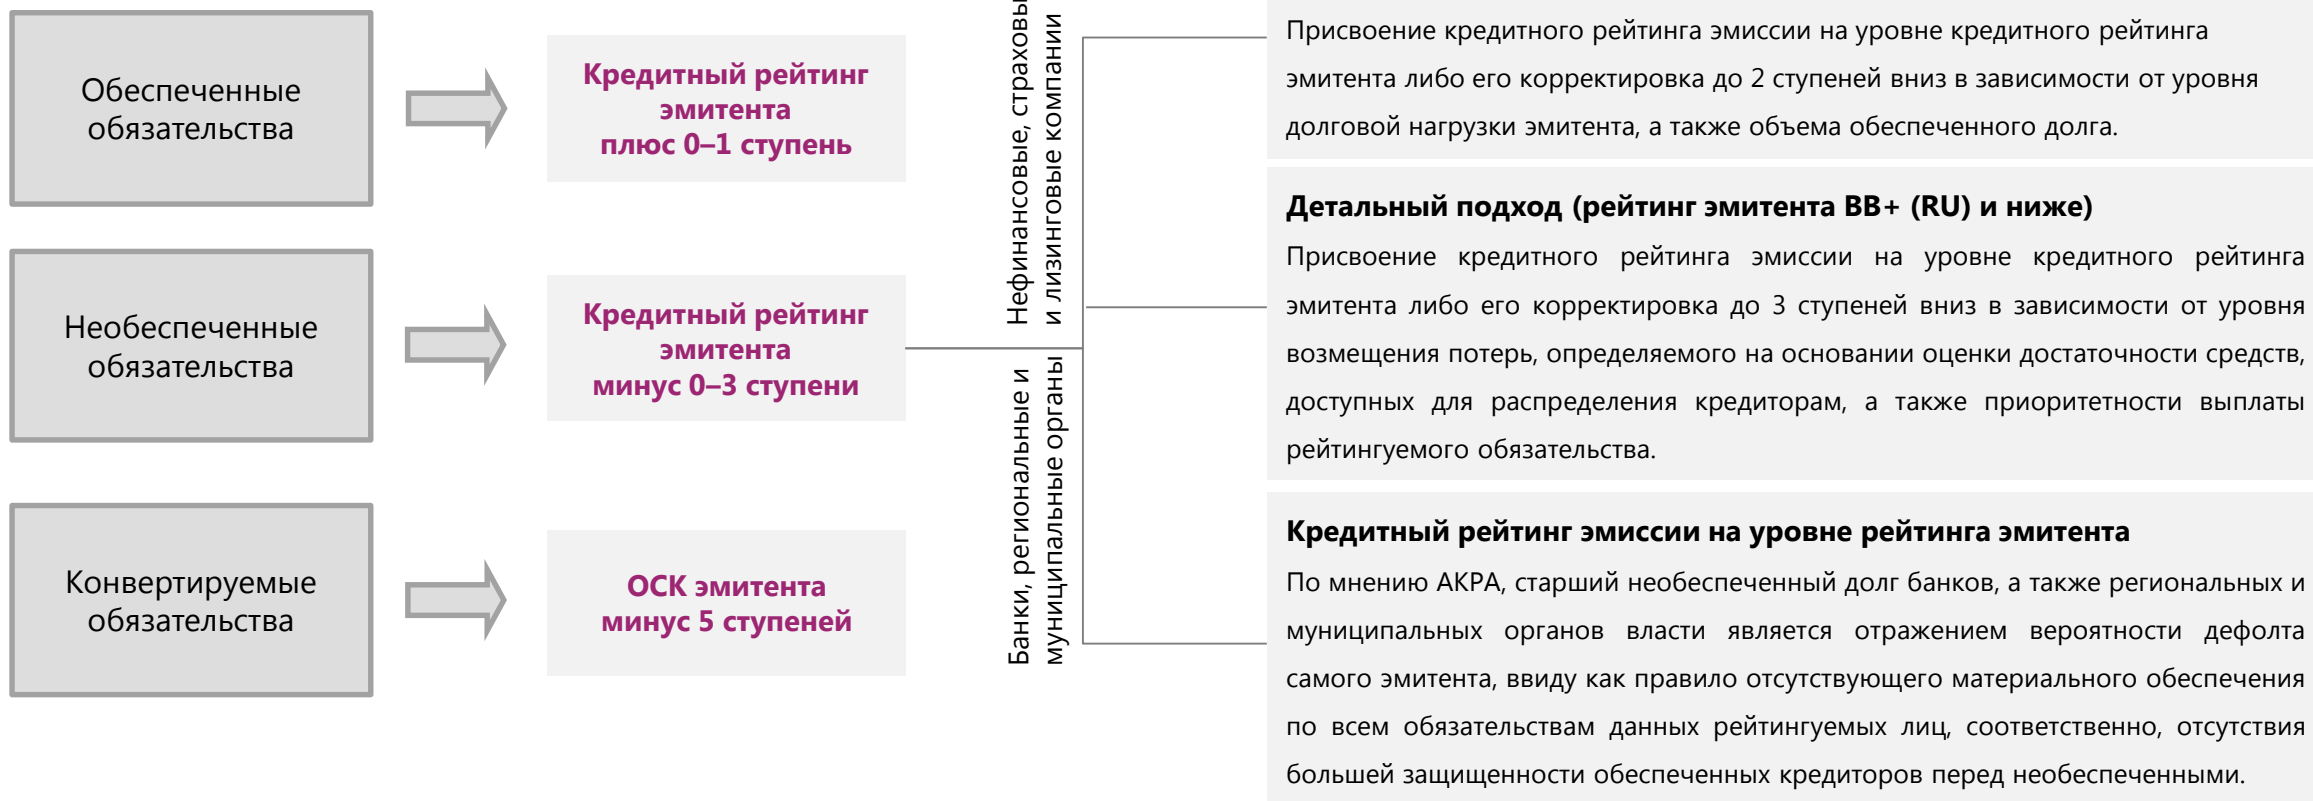 Обеспеченные
обязательства
Кредитный рейтинг
эмитента
плюс 0–1 ступень
Необеспеченные
обязательства
Кредитный рейтинг
эмитента
минус 0–3 ступени
Конвертируемые
обязательства
ОСК эмитента
минус 5 ступеней
Нефинансовые,
и лизинговые компании
Банки, региональные и
муниципальные органы
Присвоение кредитного рейтинга эмиссии на уровне кредитного рейтинга
эмитента либо его корректировка до 2 ступеней вниз в зависимости от уровня
долговой нагрузки эмитента, а также объема обеспеченного долга.
Детальный подход (рейтинг эмитента BB+ (RU) и ниже)
Присвоение кредитного рейтинга эмиссии на уровне кредитного рейтинга
эмитента либо его корректировка до 3 ступеней вниз в зависимости от уровня
возмещения потерь, определяемого на основании оценки достаточности средств,
доступных для распределения кредиторам, а также приоритетности выплаты
рейтингуемого обязательства.
Кредитный рейтинг эмиссии на уровне рейтинга эмитента
По мнению АКРА, старший необеспеченный долг банков, а также региональных и
муниципальных органов власти является отражением вероятности дефолта
самого эмитента, ввиду как правило отсутствующего материального обеспечения
по всем обязательствам данных рейтингуемых лиц, соответственно, отсутствия
большей защищенности обеспеченных кредиторов перед необеспеченными.